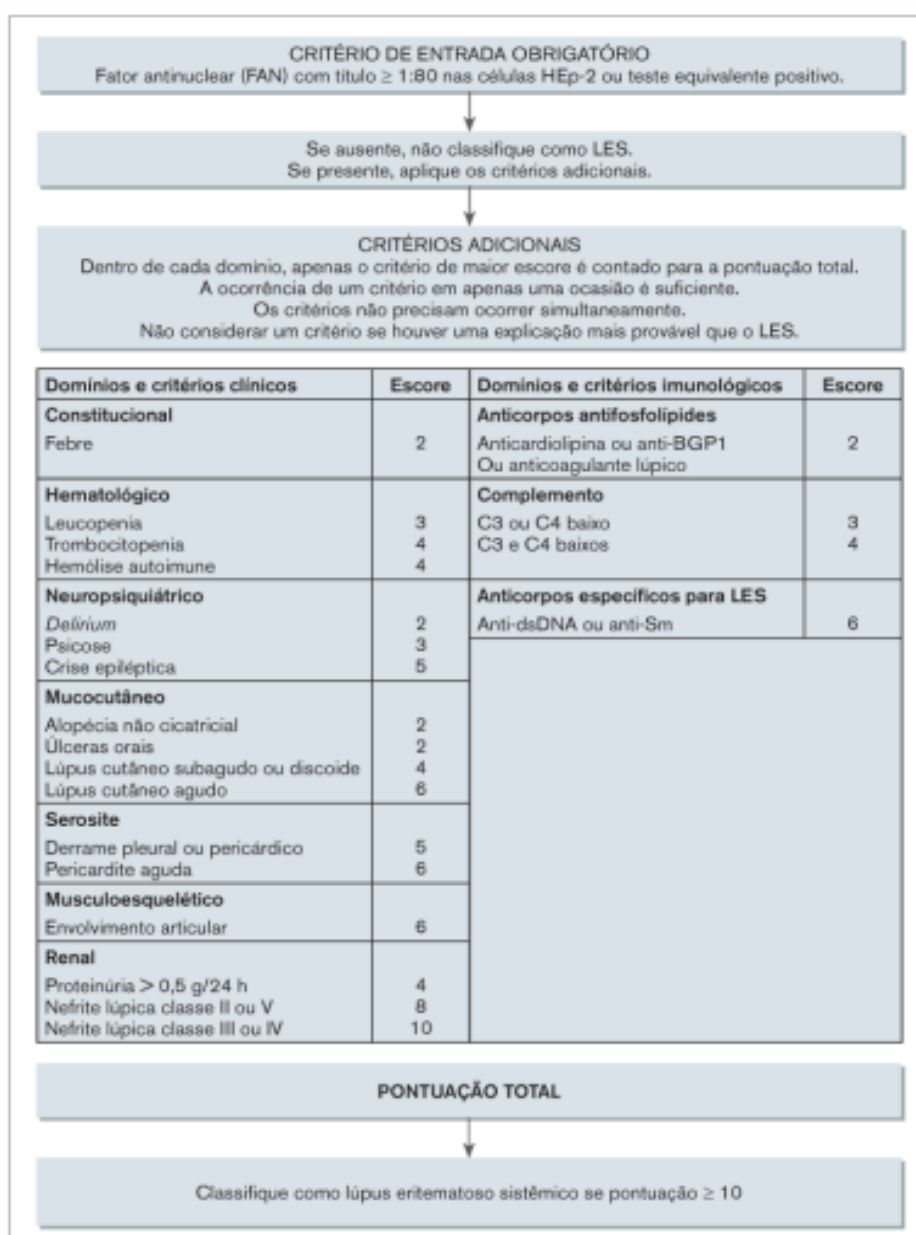 CRITÉRIO DE ENTRADA OBRIGATÓRIO
Fator antinuclear (FAN) com título ≥ 1:80 nas células HEp-2 ou teste equivalente positivo.
Se ausente, não classifique como LES.
Se presente, aplique os critérios adicionais.
CRITÉRIOS ADICIONAIS
Dentro de cada domínio, apenas o critério de maior escore é contado para a pontuação total.
A ocorrência de um critério em apenas uma ocasião é suficiente.
Os critérios não precisam ocorrer simultaneamente.
Não considerar um critério se houver uma explicação mais provável que o LES.
Domínios e critérios clínicos Escore Domínios e critérios imunológicos Escore
Constitucional
Febre 2
Anticorpos antifosfolípides
Anticardiolipina ou anti-BGP1 2
Ou anticoagulante lúpico
Hematológico
Leucopenia 3
Trombocitopenia 4
Hemólise autoimune 4
Complemento
C3 ou C4 baixo 3
C3 e C4 baixos 4
Neuropsiquiátrico
Delirium 2
Psicose 3
Crise epiléptica 5
Anticorpos específicos para LES
Anti-dsDNA ou anti-Sm 6
Mucocutâneo
Alopécia não cicatricial 2
Úlceras orais 2
Lúpus cutâneo subagudo ou discoide 4
Lúpus cutâneo agudo 6
Serosite
Derrame pleural ou pericárdico 5
Pericardite aguda 6
Musculoesquelético
Envolvimento articular 6
Renal
Proteinúria > 0,5 g/24 h 4
Nefrite lúpica classe II ou V 8
Nefrite lúpica classe III ou IV 10
PONTUAÇÃO TOTAL
Classifique como lúpus eritematoso sistêmico se pontuação ≥ 10